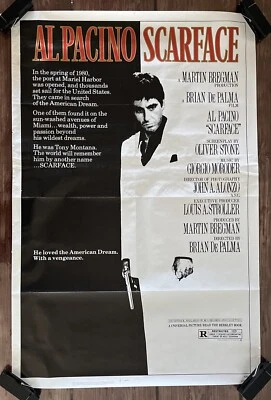 AL PACINO SCARFACE
In the spring of 1980,
the port at Mariel Harbor
was opened, and thousands
set sail for the United States.
They came in search
of the American Dream.
One of them found it on the
sun-washed avenues of
Miami...wealth, power and
passion beyond
his wildest dreams.
He was Tony Montana.
The world will remember
him by another name
...SCARFACE.
He loved the American Dream.
With a vengeance.
A MARTIN BREGMAN
PRODUCTION
A BRIAN DE PALMA
FILM
AL PACINO
"SCARFACE"
SCREENPLAY BY
OLIVER STONE
MUSIC BY
GIORGIO MORODER
DIRECTOR OF PHOTOGRAPHY
JOHN A. ALONZO
A.S.C.
EXECUTIVE PRODUCER
LOUIS A. STROLLER
PRODUCED BY
MARTIN BREGMAN
DIRECTED BY
BRIAN DE PALMA
A UNIVERSAL PICTURE READ THE BERKLEY BOOK
R RESTRICTED